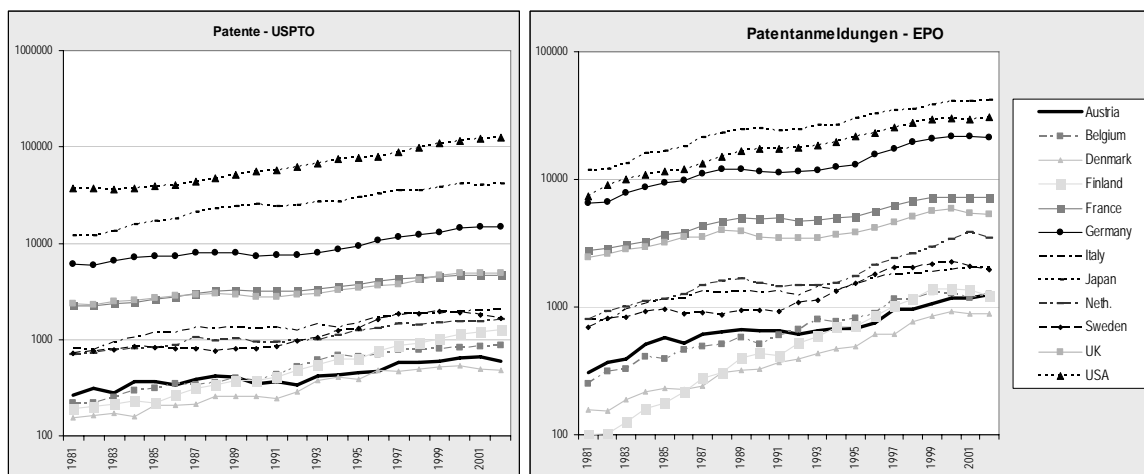 Patente - USPTO
1000000
100000
10000
1000
100
1981
1983
1985
1987
1989
1991
1993
1995
1997
1999
2001
Patentanmeldungen - EPO
100000
10000
1000
100
1981
1983
1985
1987
1989
1991
1993
1995
1997
1999
2001
Austria
Belgium
Denmark
Finland
France
Germany
Italy
Japan
Neth.
Sweden
UK
USA